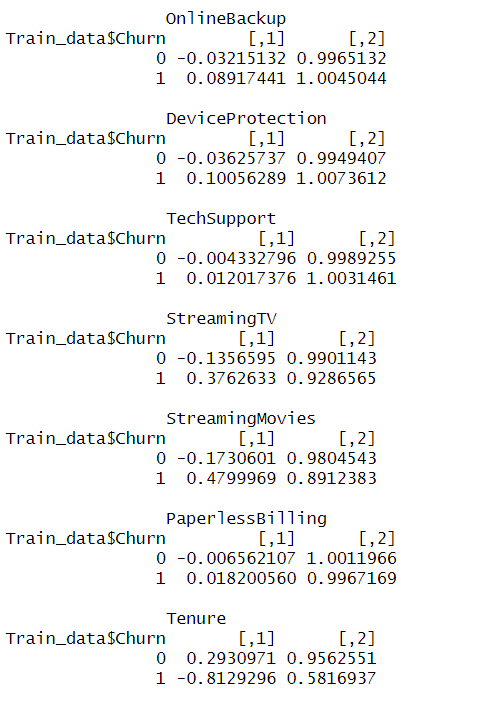 OnlineBackup
Train_data$Churn [,1] [,2]
0 -0.03215132 0.9965132
1 0.08917441 1.0045044
DeviceProtection
Train_data$Churn [,1] [,2]
0 -0.03625737 0.9949407
1 0.10056289 1.0073612
TechSupport
Train_data$Churn [,1] [,2]
0 -0.004332796 0.9989255
1 0.012017376 1.0031461
StreamingTV
Train_data$Churn [,1] [,2]
0 -0.1356595 0.9901143
1 0.3762633 0.9286565
StreamingMovies
Train_data$Churn [,1] [,2]
0 -0.1730601 0.9804543
1 0.4799969 0.8912383
PaperlessBilling
Train_data$Churn [,1] [,2]
0 -0.006562107 1.0011966
1 0.018200560 0.9967169
Tenure
Train_data$Churn [,1] [,2]
0 0.2930971 0.9562551
1 -0.8129296 0.5816937